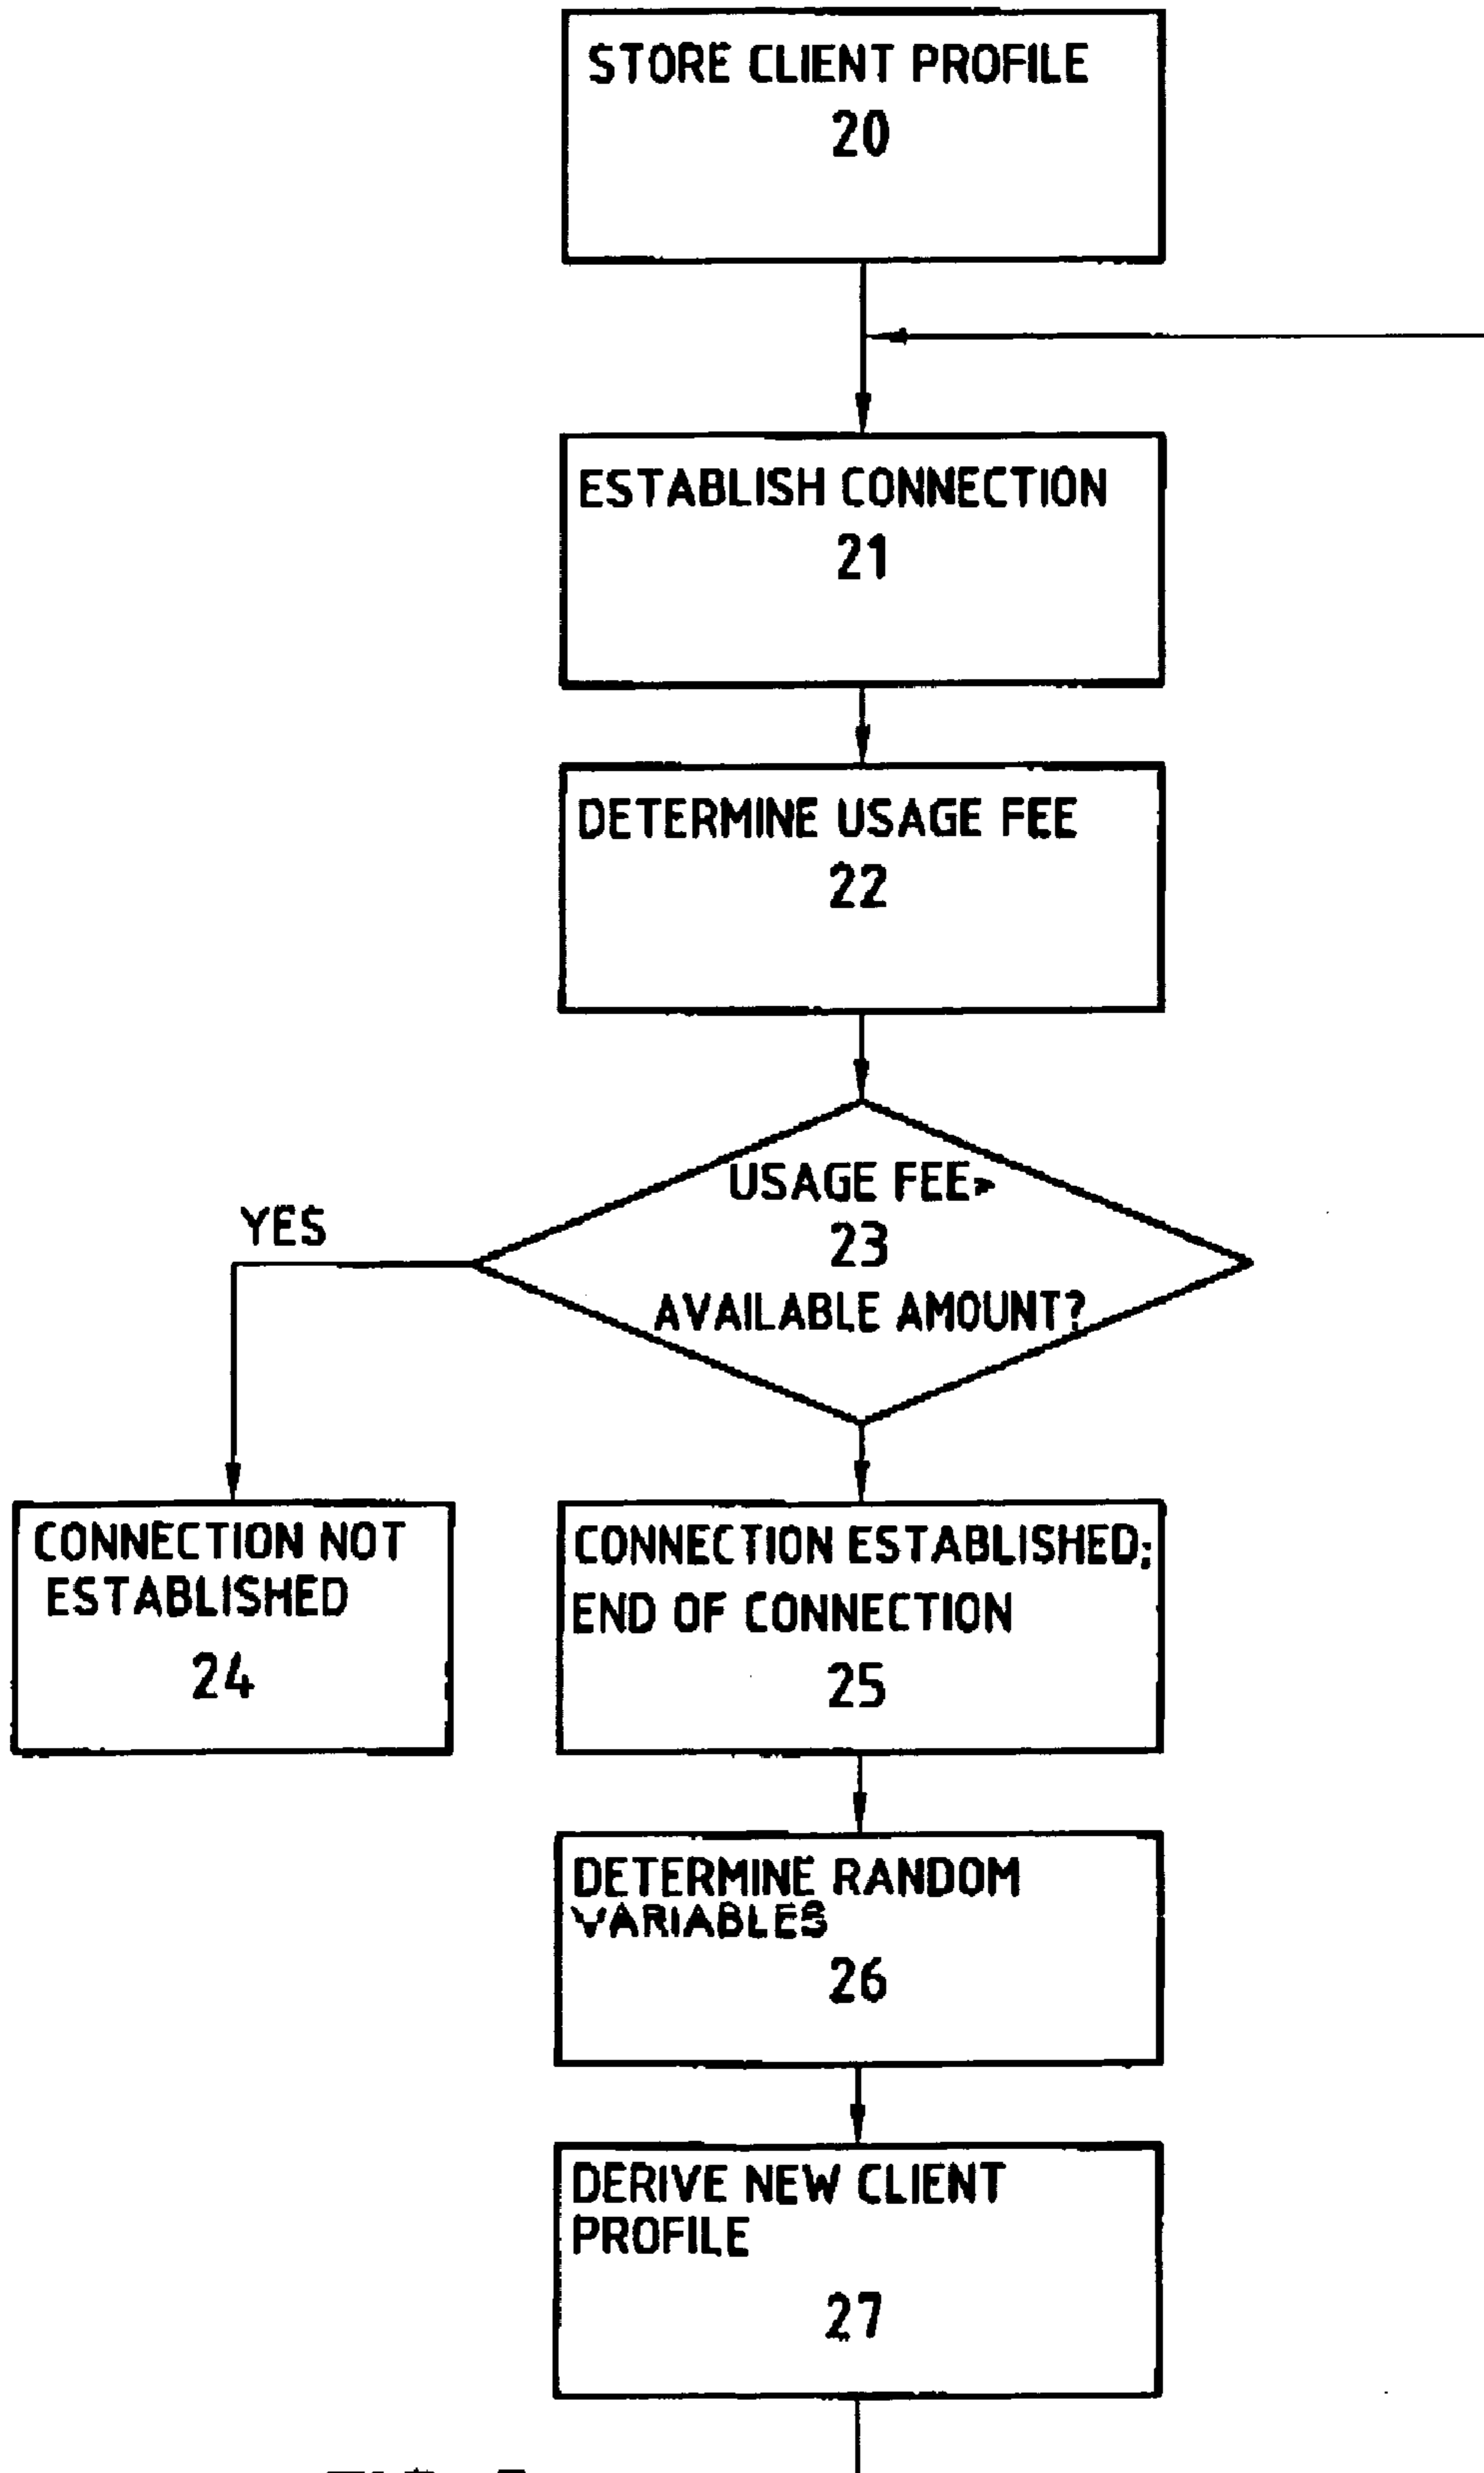 STORE CLIENT PROFILE
20
ESTABLISH CONNECTION
21
DETERMINE USAGE FEE
22
USAGE FEE>
23
AVAILABLE AMOUNT?
YES
CONNECTION NOT
ESTABLISHED
24
CONNECTION ESTABLISHED;
END OF CONNECTION
25
DETERMINE RANDOM
VARIABLES
26
DERIVE NEW CLIENT
PROFILE
27